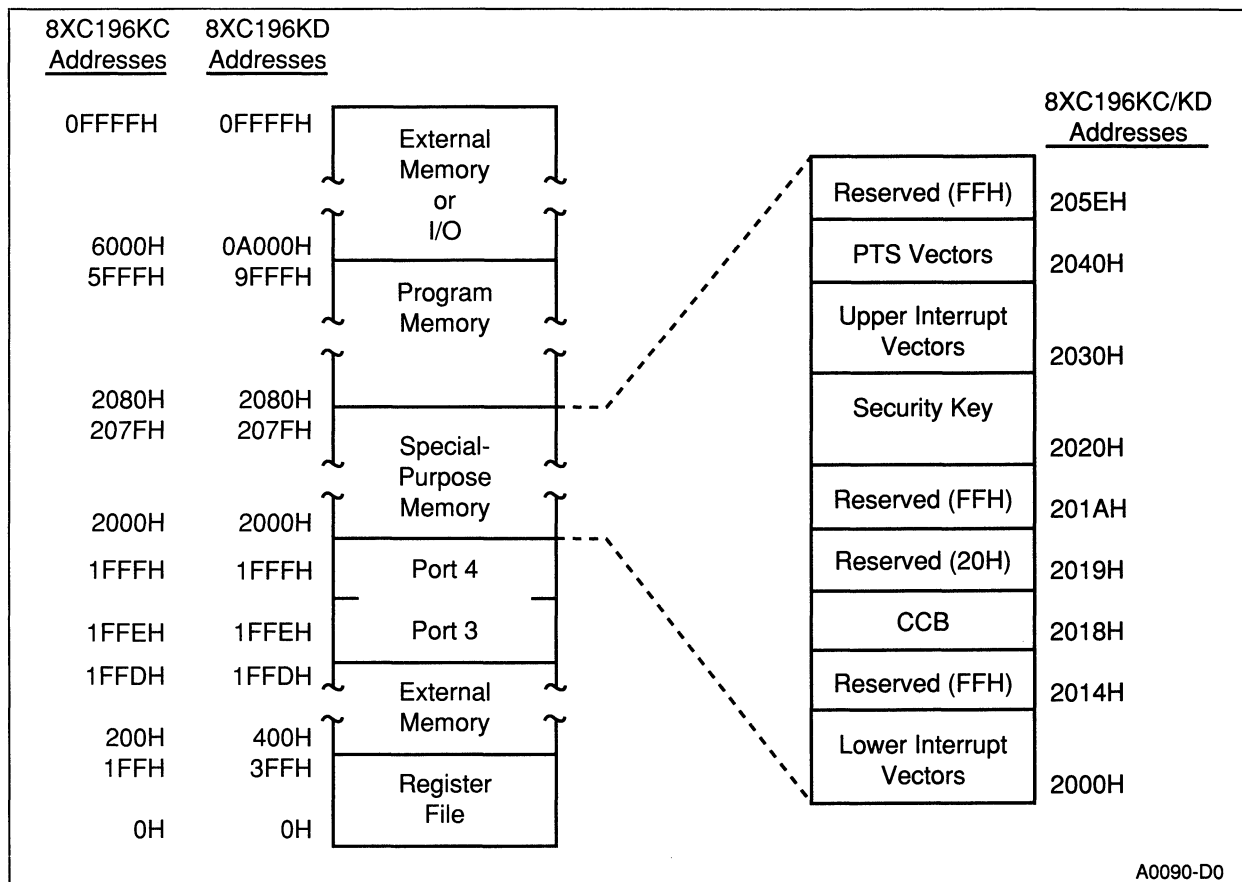 8XC196KC 8XC196KD
Addresses Addresses
0FFFFH 0FFFFH
External
Memory
or
I/O
6000H 0A000H
5FFFH 9FFFH
Program
Memory
2080H 2080H
207FH 207FH
Special-
Purpose
Memory
2000H 2000H
1FFFH 1FFFH Port 4
1FFEH 1FFEH Port 3
1FFDH 1FFDH
External
Memory
200H 400H
1FFH 3FFH
Register
File
0H 0H
8XC196KC/KD
Addresses
Reserved (FFH) 205EH
PTS Vectors 2040H
Upper Interrupt
Vectors 2030H
Security Key
2020H
Reserved (FFH) 201AH
Reserved (20H) 2019H
CCB 2018H
Reserved (FFH) 2014H
Lower Interrupt
Vectors 2000H
A0090-D0